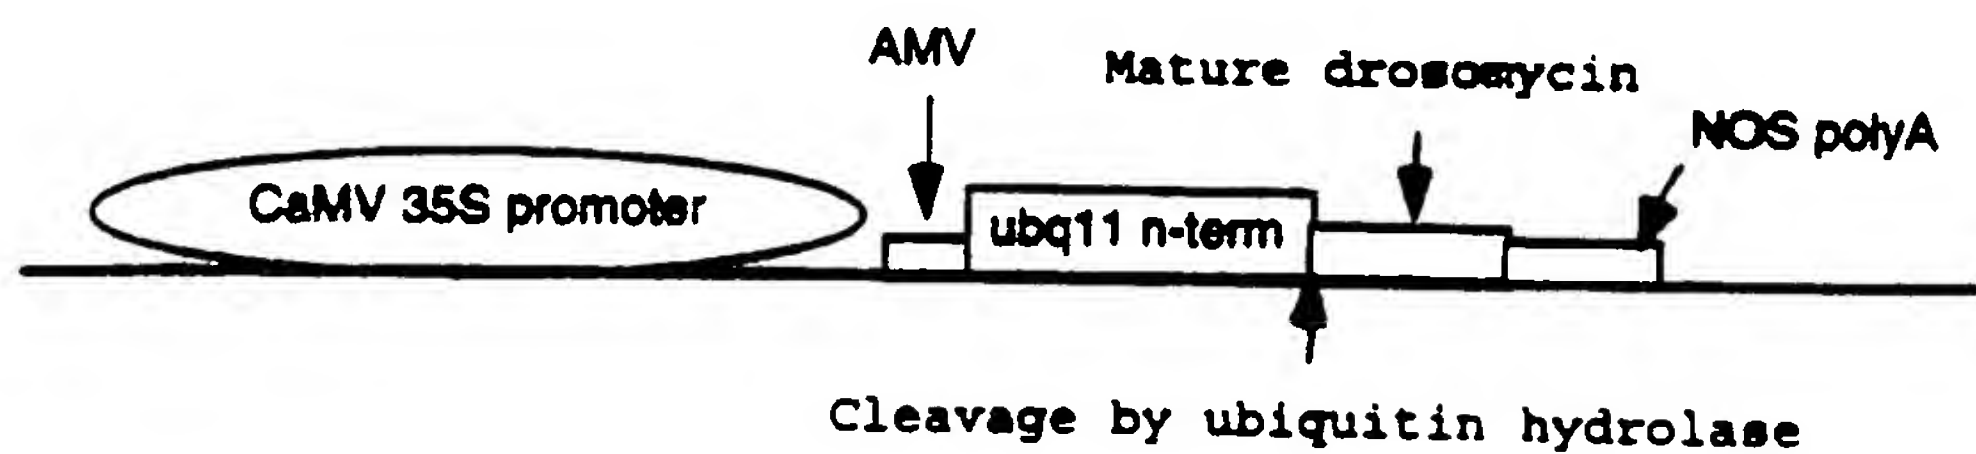 AMV
Mature drosomycin
NOS polyA
CaMV 35S promoter
ubq11 n-term
Cleavage by ubiquitin hydrolase